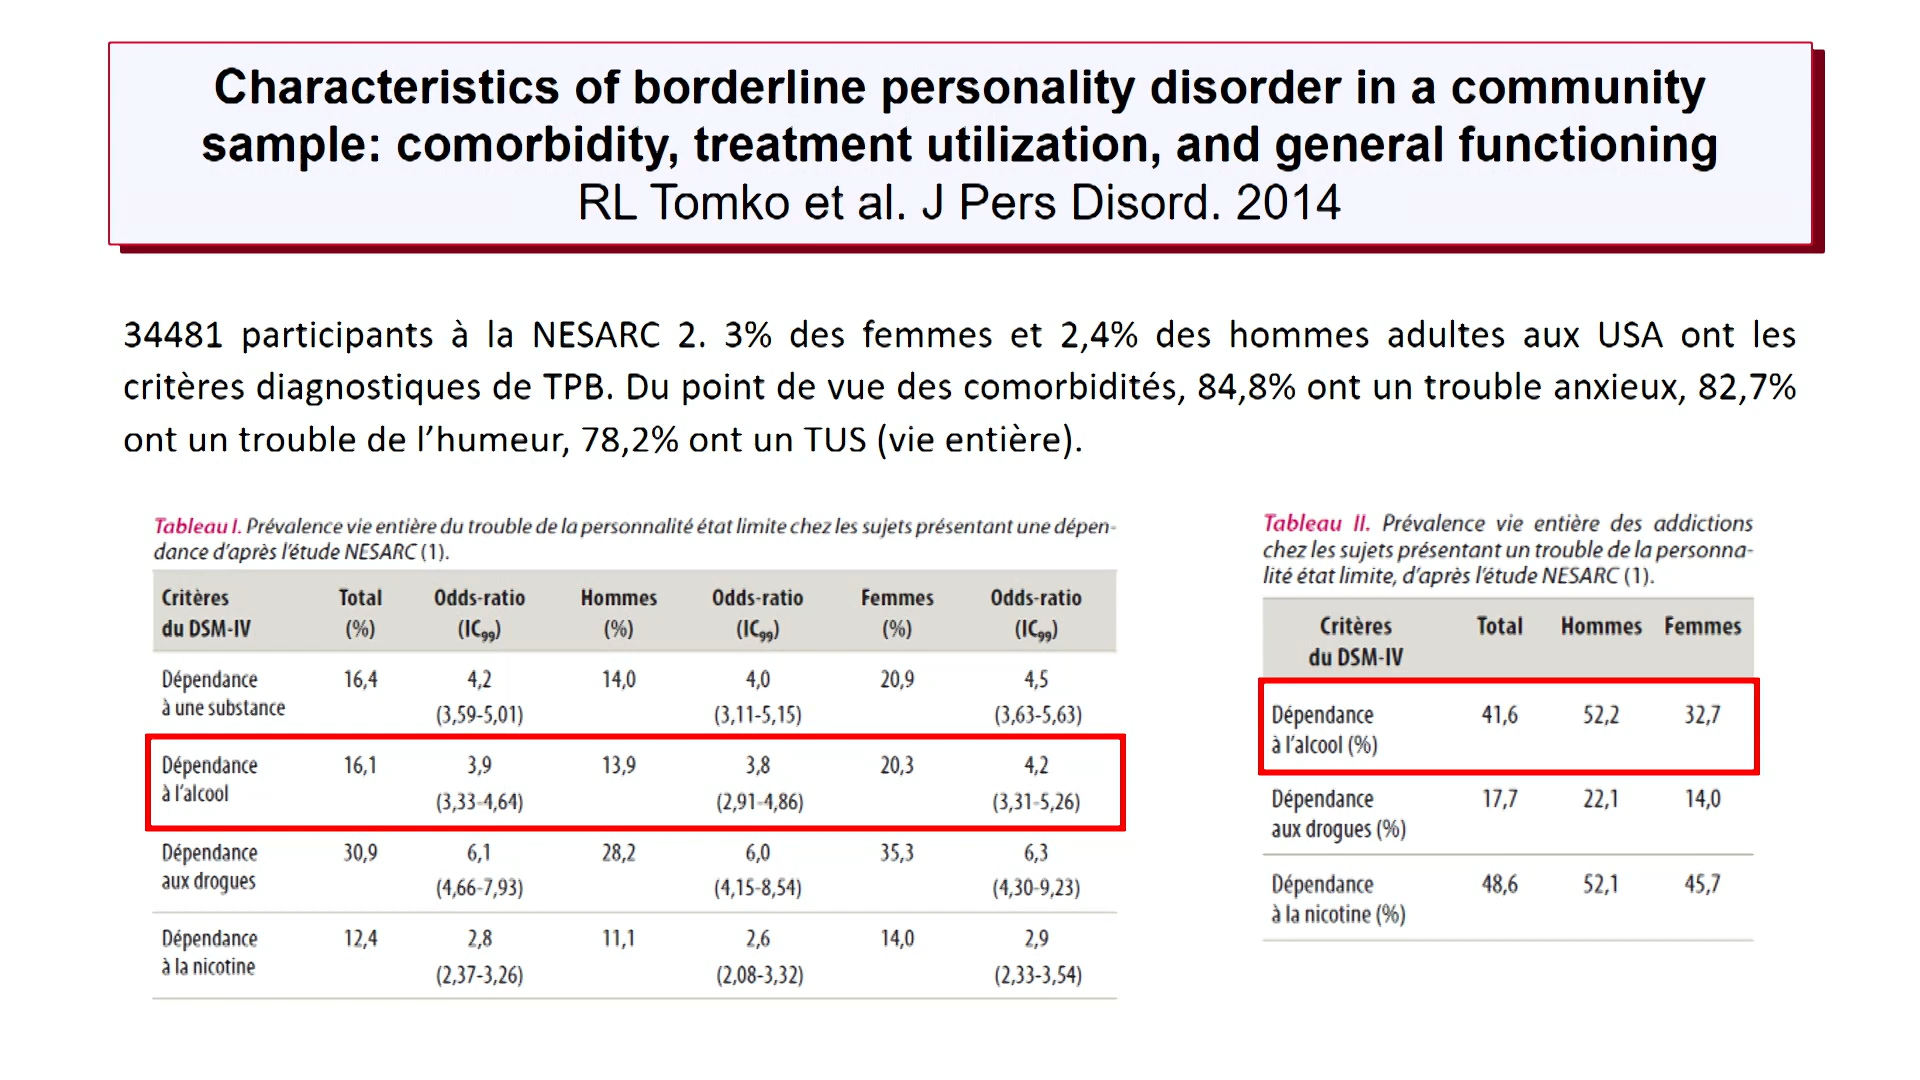 Characteristics of borderline personality disorder in a community
sample: comorbidity, treatment utilization, and general functioning
RL Tomko et al. J Pers Disord. 2014
34481 participants à la NESARC 2. 3% des femmes et 2,4% des hommes adultes aux USA ont les
critères diagnostiques de TPB. Du point de vue des comorbidités, 84,8% ont un trouble anxieux, 82,7%
ont un trouble de l’humeur, 78,2% ont un TUS (vie entière).
Tableau I. Prévalence vie entière du trouble de la personnalité état limite chez les sujets présentant une dépen-
dance d’après l’étude NESARC (1).
Critères Total Odds-ratio Hommes Odds-ratio Femmes Odds-ratio
du DSM-IV (%) (IC99) (%) (IC99) (%) (IC99)
Dépendance 16,4 4,2 14,0 4,0 20,9 4,5
à une substance (3,59-5,01) (3,11-5,15) (3,63-5,63)
Dépendance 16,1 3,9 13,9 3,8 20,3 4,2
à l’alcool (3,33-4,64) (2,91-4,86) (3,31-5,26)
Dépendance 30,9 6,1 28,2 6,0 35,3 6,3
aux drogues (4,66-7,93) (4,15-8,54) (4,30-9,23)
Dépendance 12,4 2,8 11,1 2,6 14,0 2,9
à la nicotine (2,37-3,26) (2,08-3,32) (2,33-3,54)
Tableau II. Prévalence vie entière des addictions
chez les sujets présentant un trouble de la personna-
lité état limite, d’après l’étude NESARC (1).
Critères Total Hommes Femmes
du DSM-IV
Dépendance 41,6 52,2 32,7
à l’alcool (%)
Dépendance 17,7 22,1 14,0
aux drogues (%)
Dépendance 48,6 52,1 45,7
à la nicotine (%)